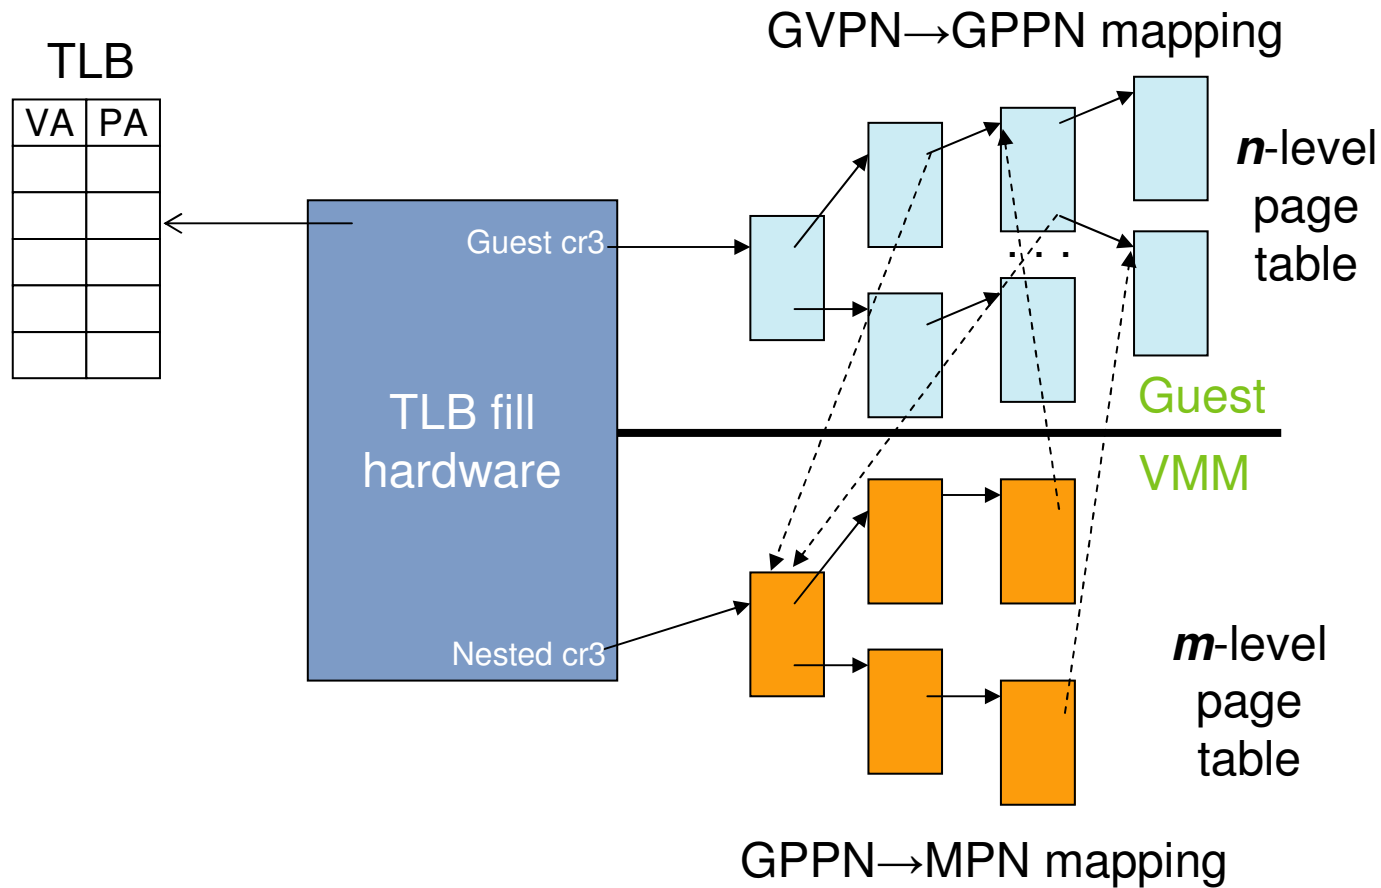 GVPN→GPPN mapping
TLB
VA PA
n-level
page
table
Guest cr3
. . .
TLB fill
hardware
Guest
VMM
Nested cr3
m-level
page
table
GPPN→MPN mapping